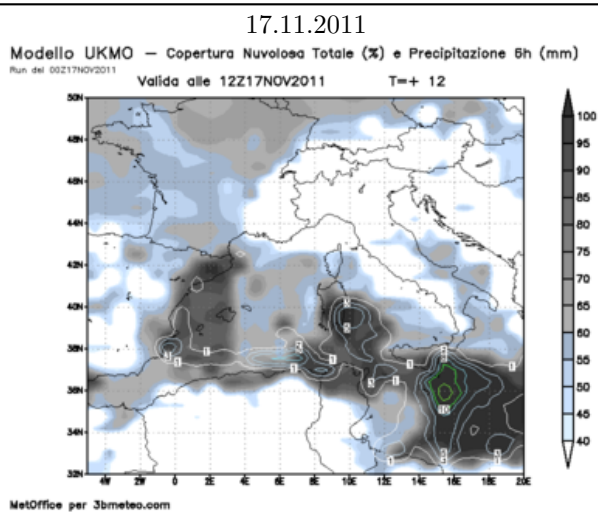 17.11.2011
Modello UKMO – Copertura Nuvolosa Totale (%) e Precipitazione 6h (mm)
Run del 00Z17NOV2011
Valida alle 12Z17NOV2011 T=+ 12
50N
48N
46N
44N
42N
40N
38N
36N
34N
32N
4W 2W 0 2E 4E 6E 8E 10E 12E 14E 16E 18E 20E
100
95
90
85
80
75
70
65
60
55
50
45
40
MetOffice per 3bmeteo.com